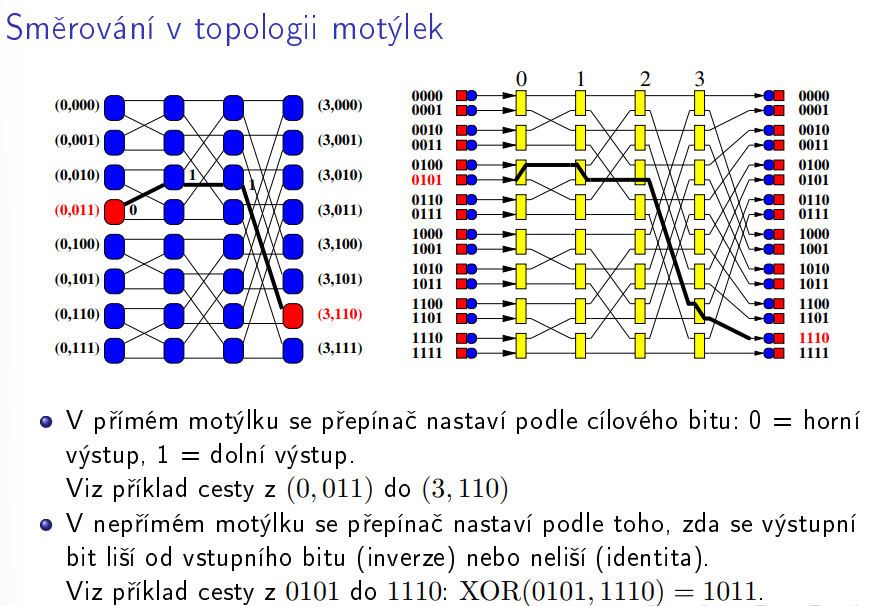 Směrování v topologii motýlek
0 1 2 3
(0,000) (3,000) 0000 0000
0001 0001
(0,001) (3,001) 0010 0010
0011 0011
(0,010) 1 1 (3,010) 0100 0100
0101 0101
(0,011) 0 (3,011) 0110 0110
0111 0111
(0,100) (3,100) 1000 1000
1001 1001
(0,101) (3,101) 1010 1010
1011 1011
(0,110) (3,110) 1100 1100
1101 1101
(0,111) (3,111) 1110 1110
1111 1111
V přímém motýlku se přepínač nastaví podle cílového bitu: 0 = horní
výstup, 1 = dolní výstup.
Viz příklad cesty z (0, 011) do (3, 110)
V nepřímém motýlku se přepínač nastaví podle toho, zda se výstupní
bit liší od vstupního bitu (inverze) nebo neliší (identita).
Viz příklad cesty z 0101 do 1110: XOR(0101, 1110) = 1011.